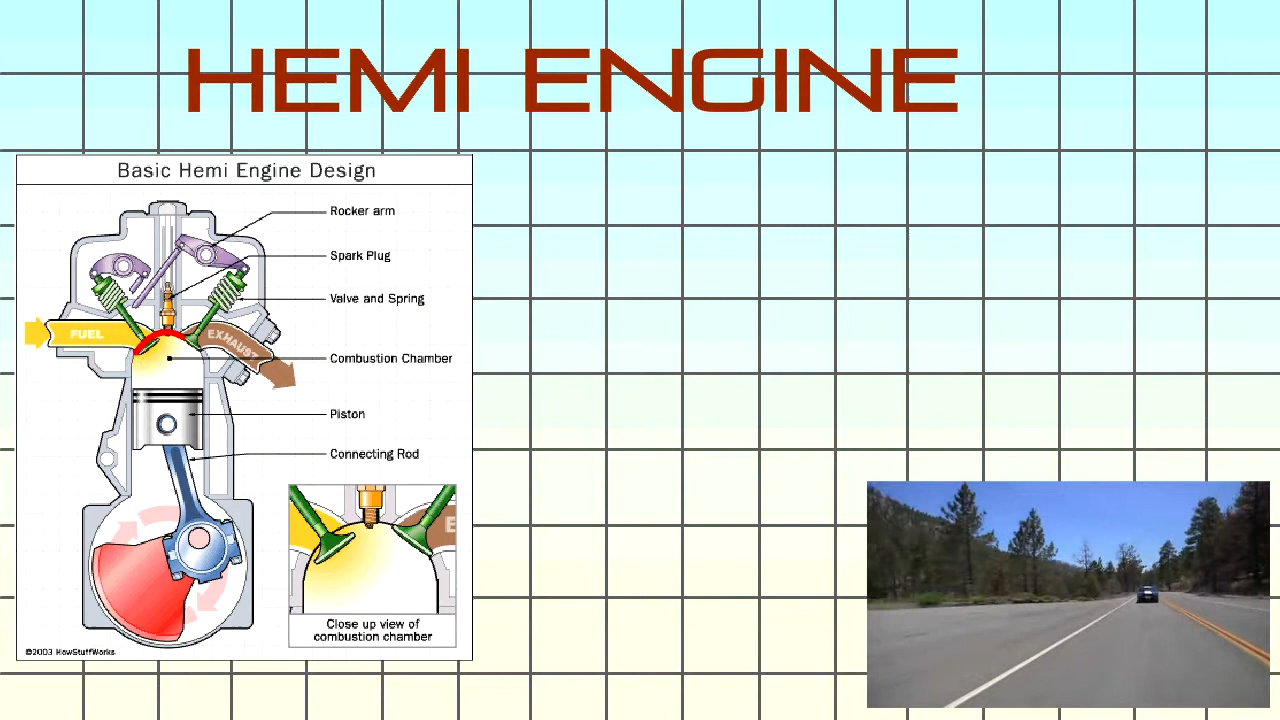 HEMI ENGINE
Basic Hemi Engine Design
Rocker arm
Spark Plug
Valve and Spring
FUEL
EXHAUST
Combustion Chamber
Piston
Connecting Rod
E
Close up view of
combustion chamber
©2003 HowStuffWorks